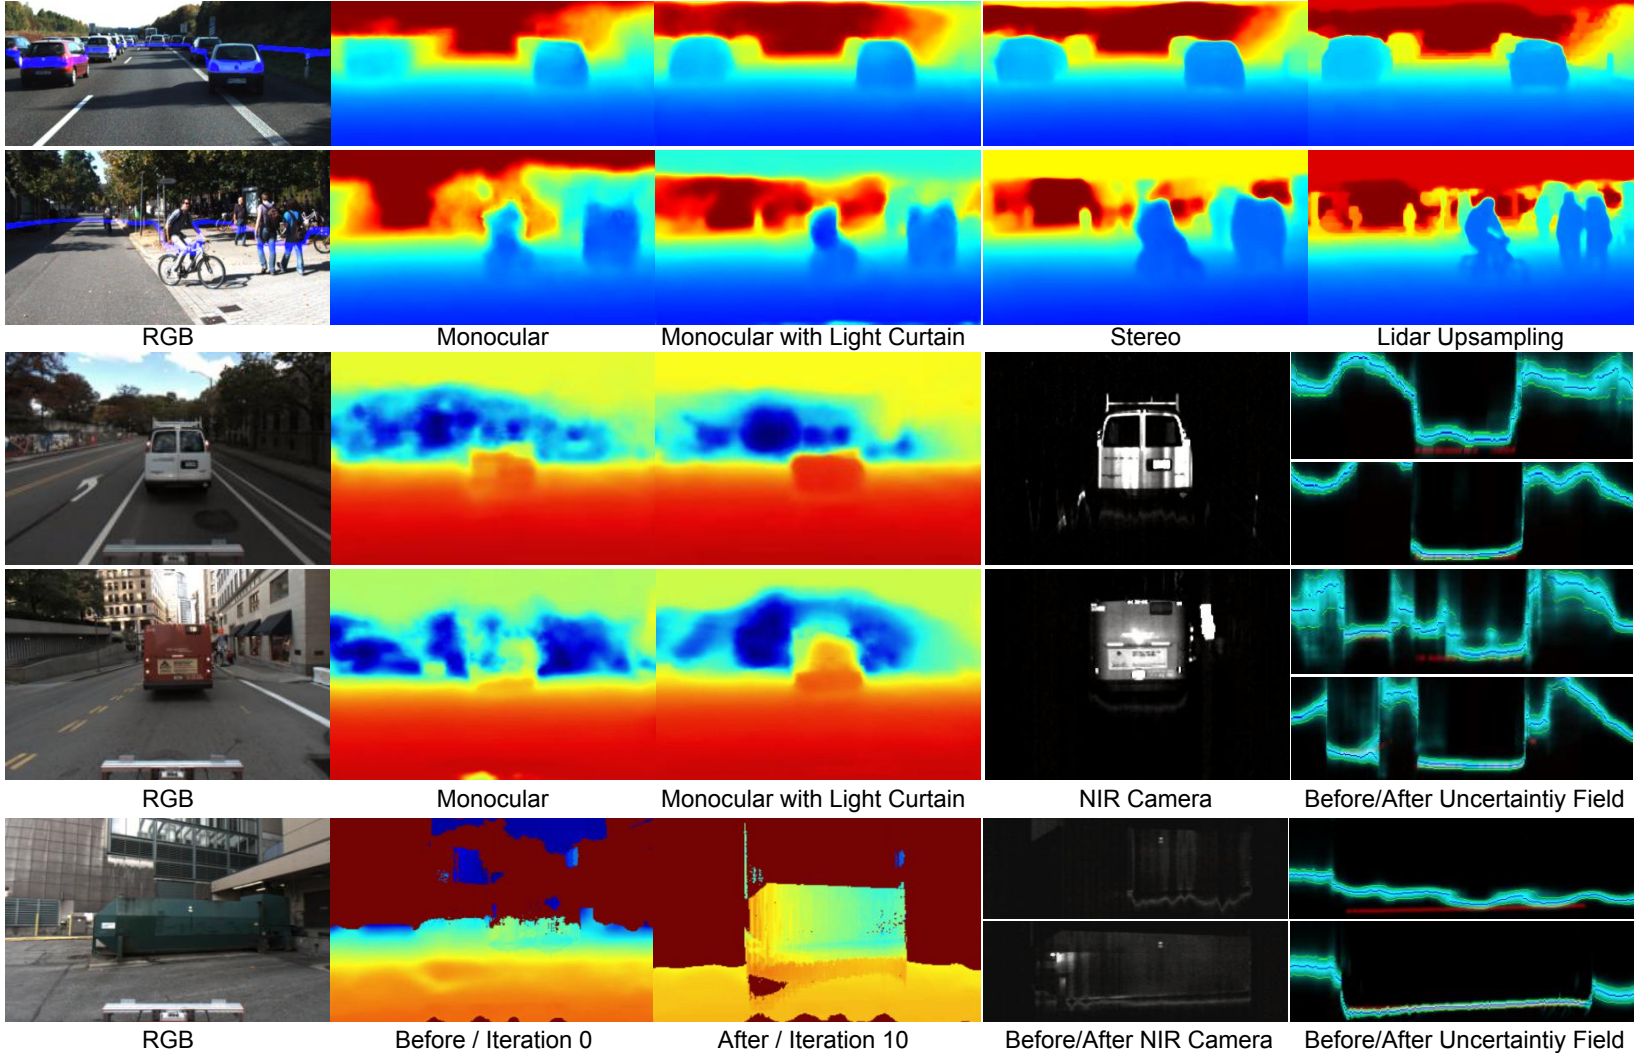 RGB
Monocular
Monocular with Light Curtain
Stereo
Lidar Upsampling
RGB
Monocular
Monocular with Light Curtain
NIR Camera
Before/After Uncertaintiy Field
RGB
Before / Iteration 0
After / Iteration 10
Before/After NIR Camera
Before/After Uncertaintiy Field